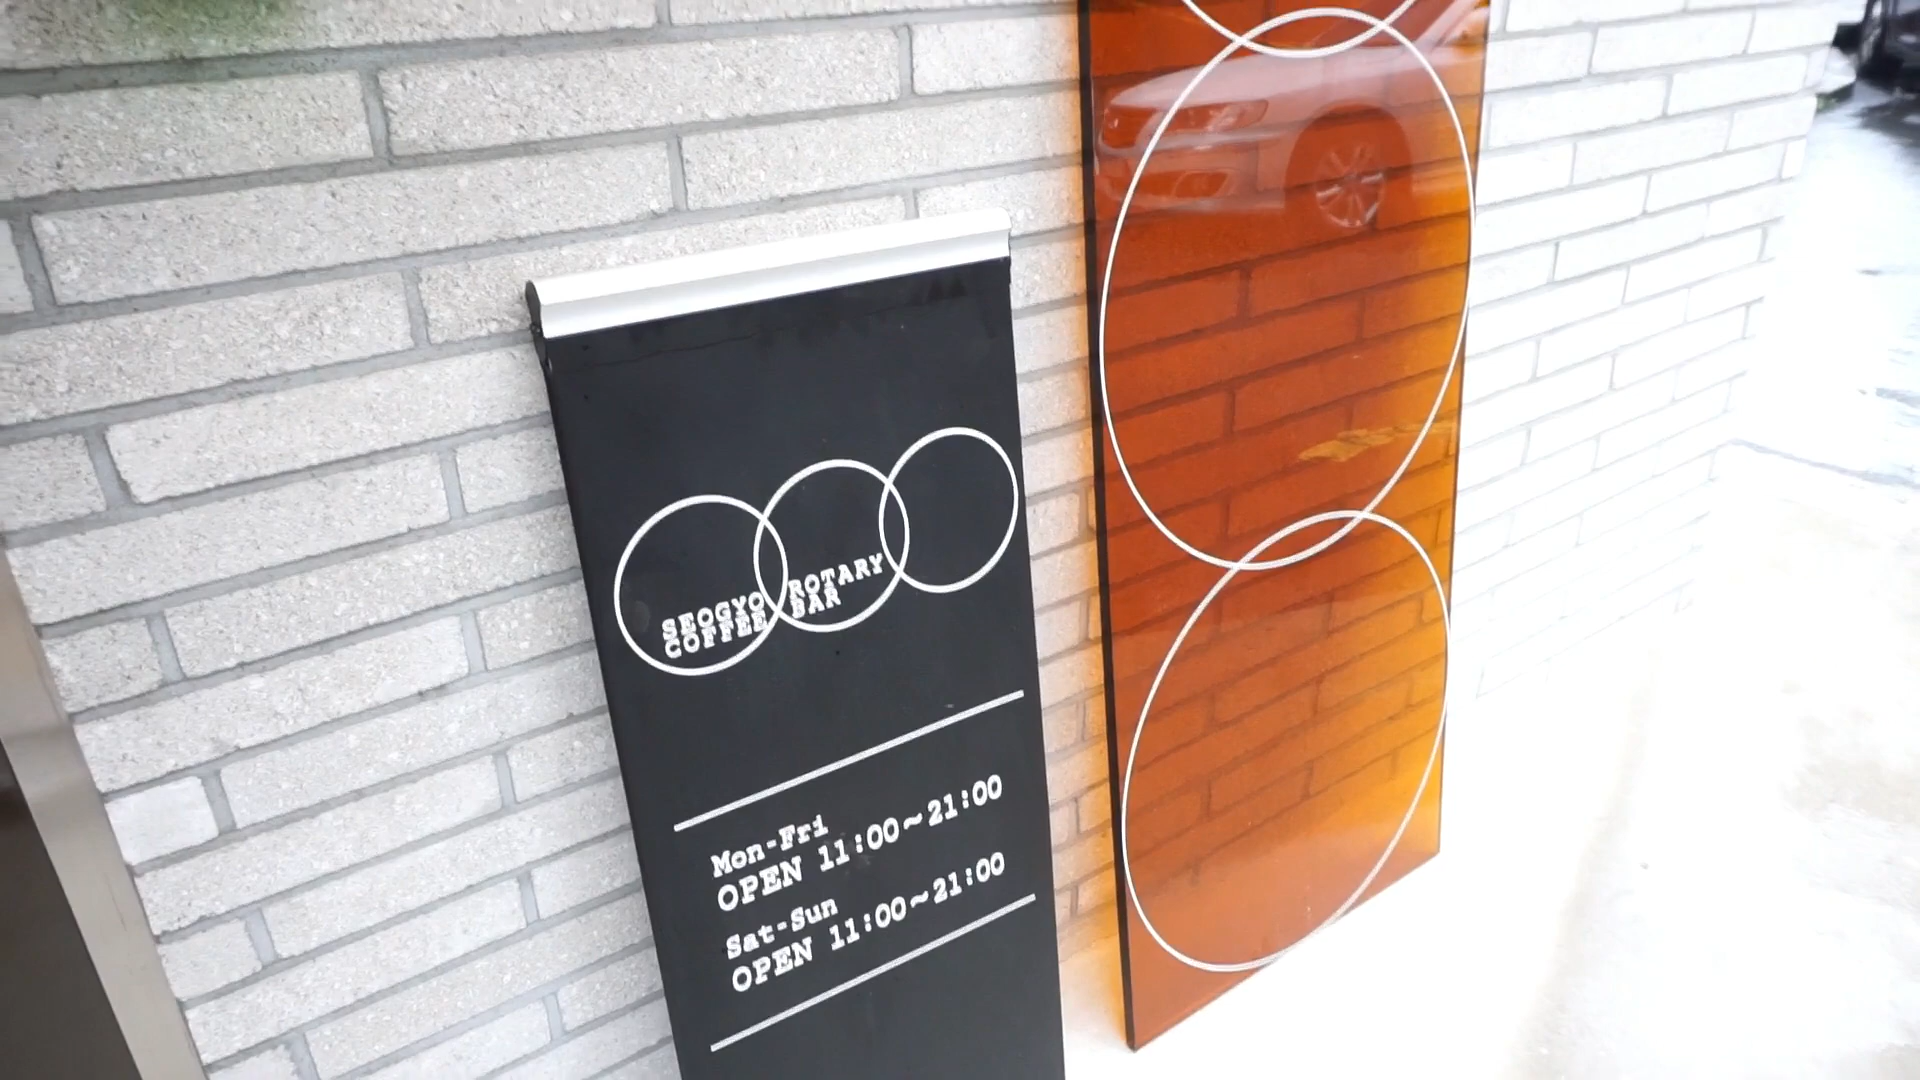 SEOGYO ROTARY
COFFEE BAR
Mon-Fri
OPEN 11:00~21:00
Sat-Sun
OPEN 11:00~21:00